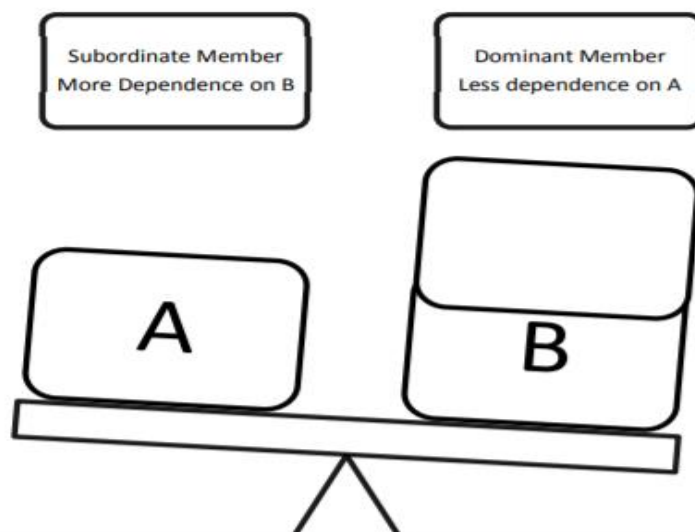 Subordinate Member
More Dependence on B
Dominant Member
Less dependence on A
A
B